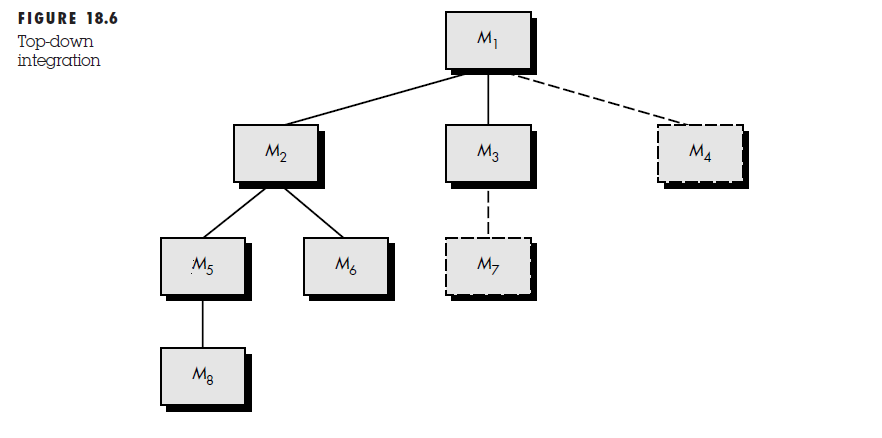 FIGURE 18.6
Top-down
integration
M1
M2
M3
M4
M5
M6
M7
M8